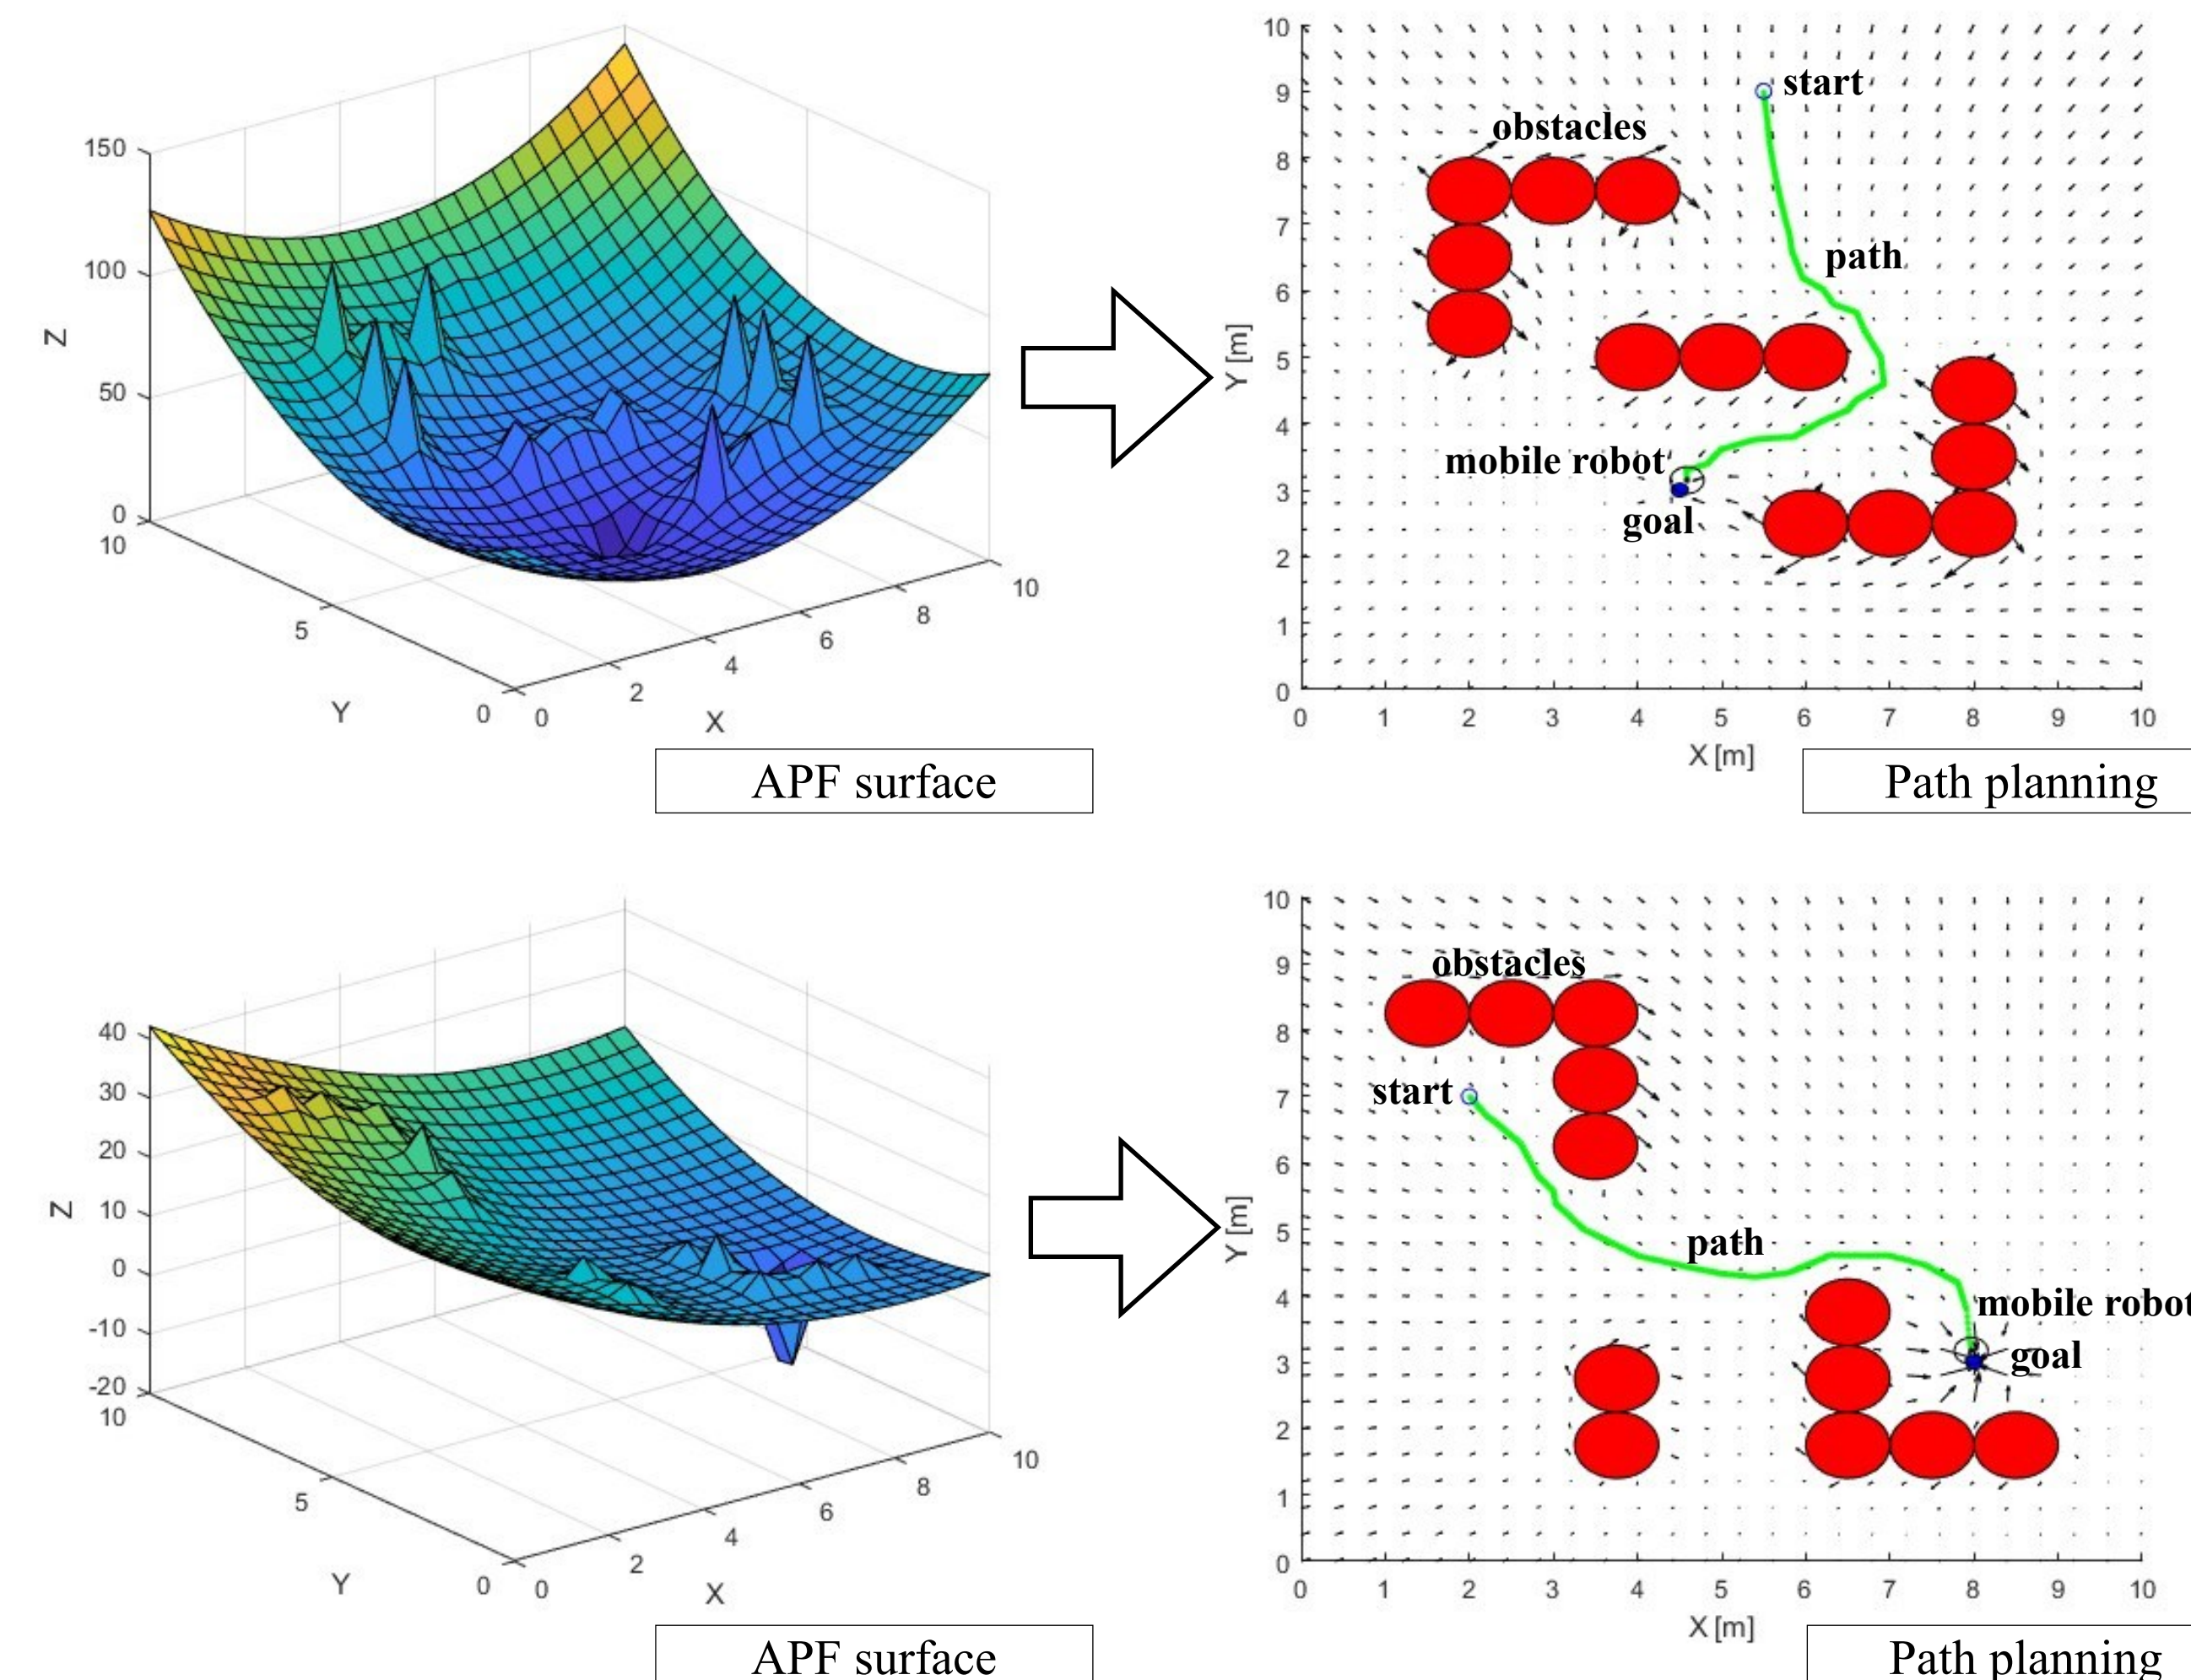 150
100
50
0
Z
10
5
0
Y
0
2
4
6
8
10
X
APF surface
10
9
8
7
6
5
4
3
2
1
0
Y [m]
0 1 2 3 4 5 6 7 8 9 10
X [m]
start
obstacles
path
mobile robot
goal
Path planning
40
30
20
10
0
-10
-20
Z
10
5
0
Y
0
2
4
6
8
10
X
APF surface
10
9
8
7
6
5
4
3
2
1
0
Y [m]
0 1 2 3 4 5 6 7 8 9 10
X [m]
obstacles
start
path
mobile robot
goal
Path planning